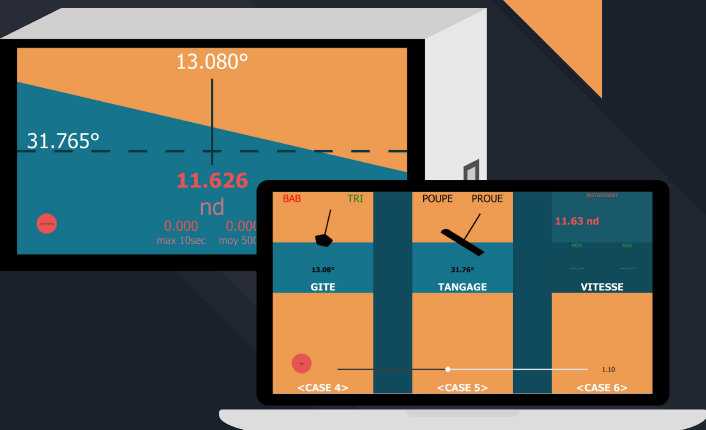 13.080°
31.765°
11.626
nd
0.000 0.00
max 10sec moy 500
BAB TRI
POUPE PROUE
INSTANTANEE
11.63 nd
MOY MAX
13.08°
31.76°
GITE
TANGAGE
VITESSE
1.10
<CASE 4>
<CASE 5>
<CASE 6>